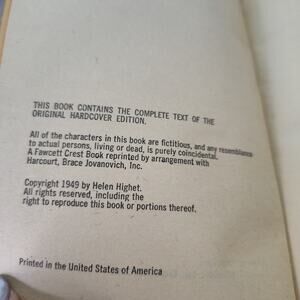 THIS BOOK CONTAINS THE COMPLETE TEXT OF THE
ORIGINAL HARDCOVER EDITION.
All of the characters in this book are fictitious, and any resemblance
to actual persons, living or dead, is purely coincidental.
A Fawcett Crest Book reprinted by arrangement with
Harcourt, Brace Jovanovich, Inc.
Copyright 1949 by Helen Highet.
All rights reserved, including the
right to reproduce this book or portions thereof.
Printed in the United States of America